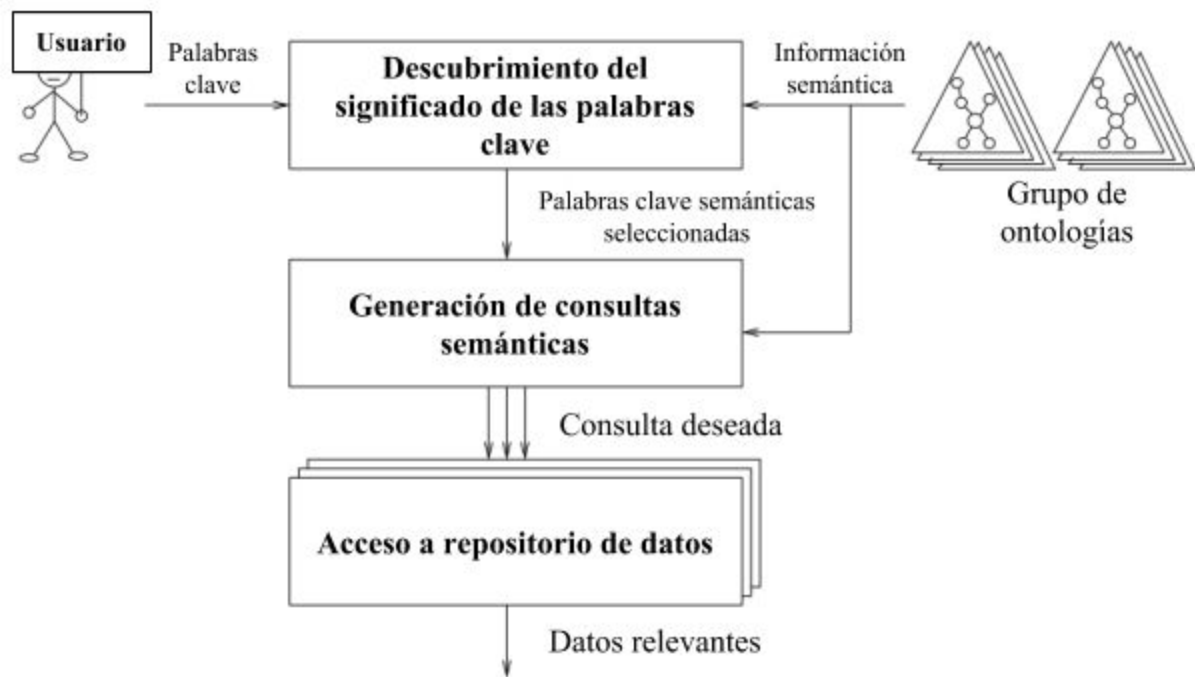 Usuario
Palabras
clave
Descubrimiento del
significado de las palabras
clave
Información
semántica
Grupo de
ontologías
Palabras clave semánticas
seleccionadas
Generación de consultas
semánticas
Consulta deseada
Acceso a repositorio de datos
Datos relevantes